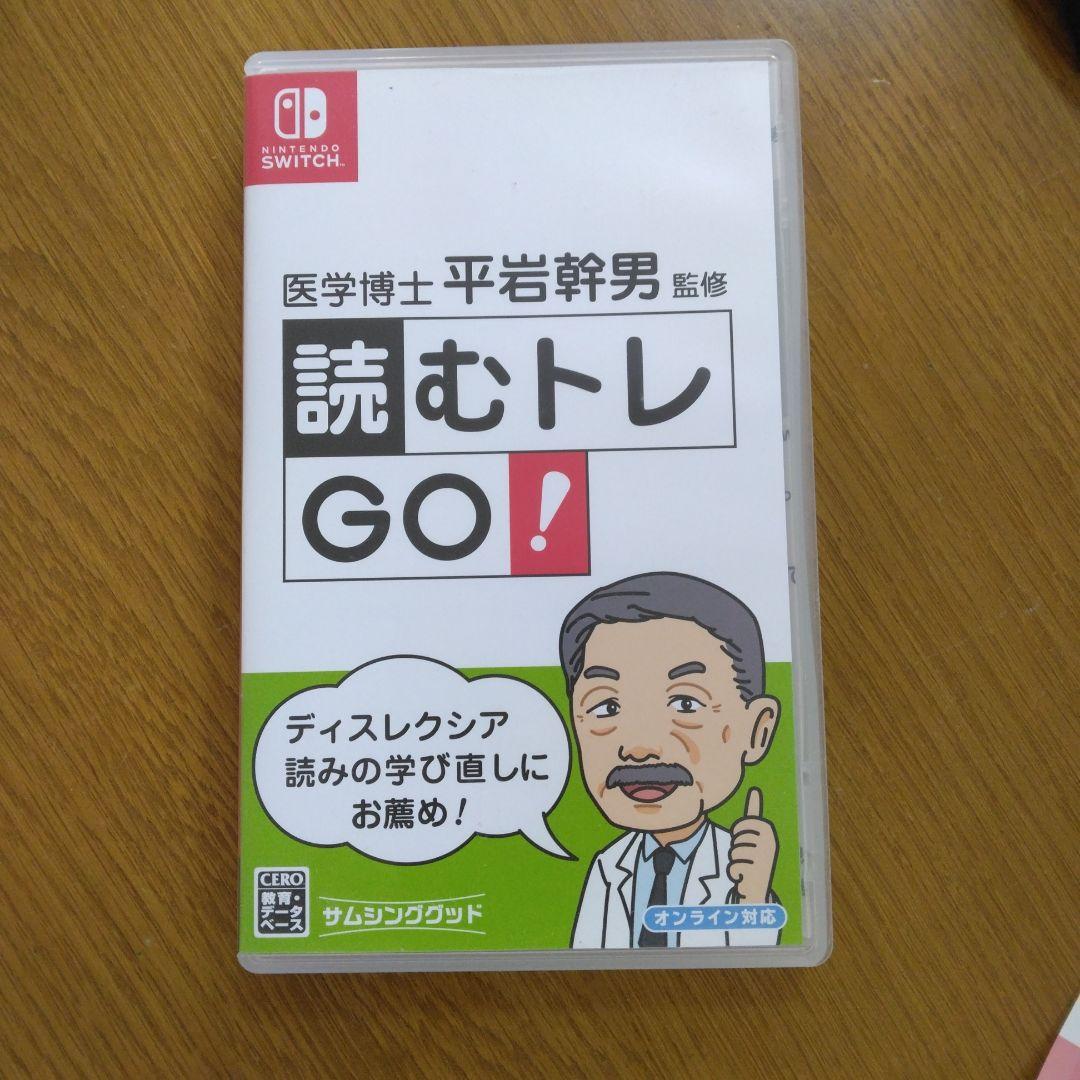 NINTENDO
SWITCH™
医学博士 平岩幹男 監修
読むトレ
GO!
ディスレクシア
読みの学び直しに
お薦め!
CERO
教育・
データ
ベース
サムシンググッド
オンライン対応